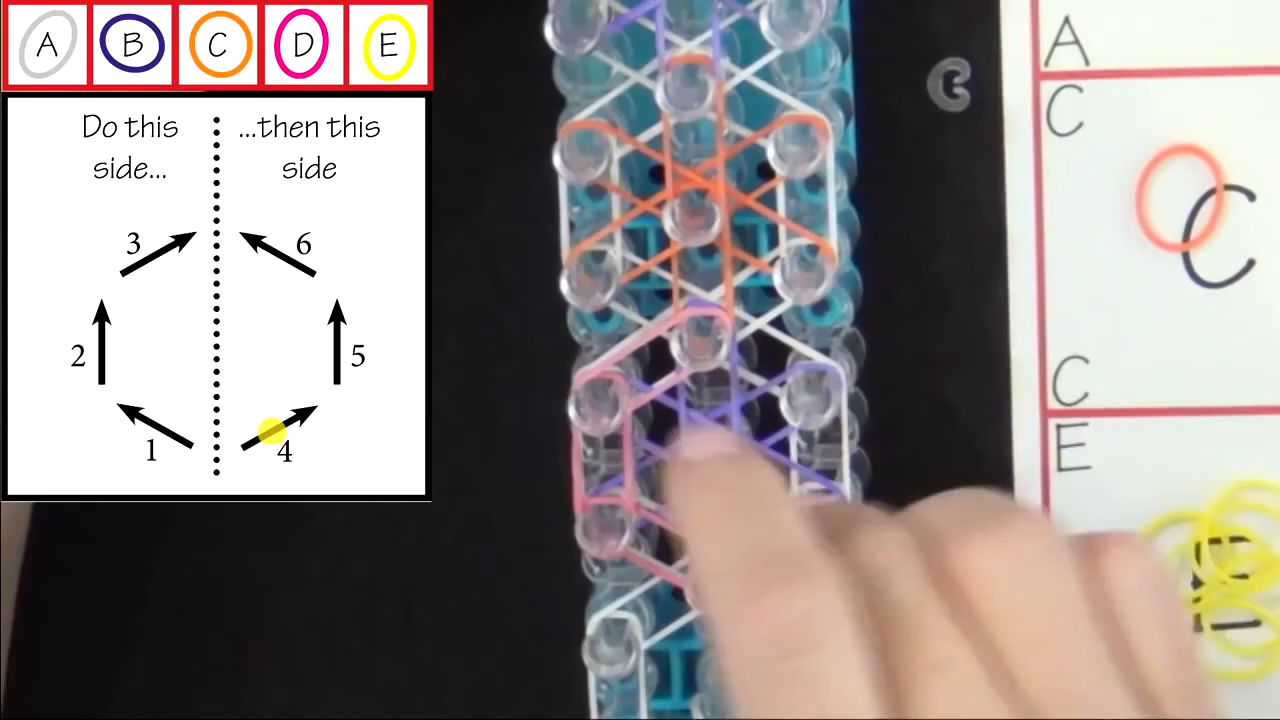 A B C D E
Do this ...then this
side... side
3 6
2 5
1 4
A
C
C
C
E